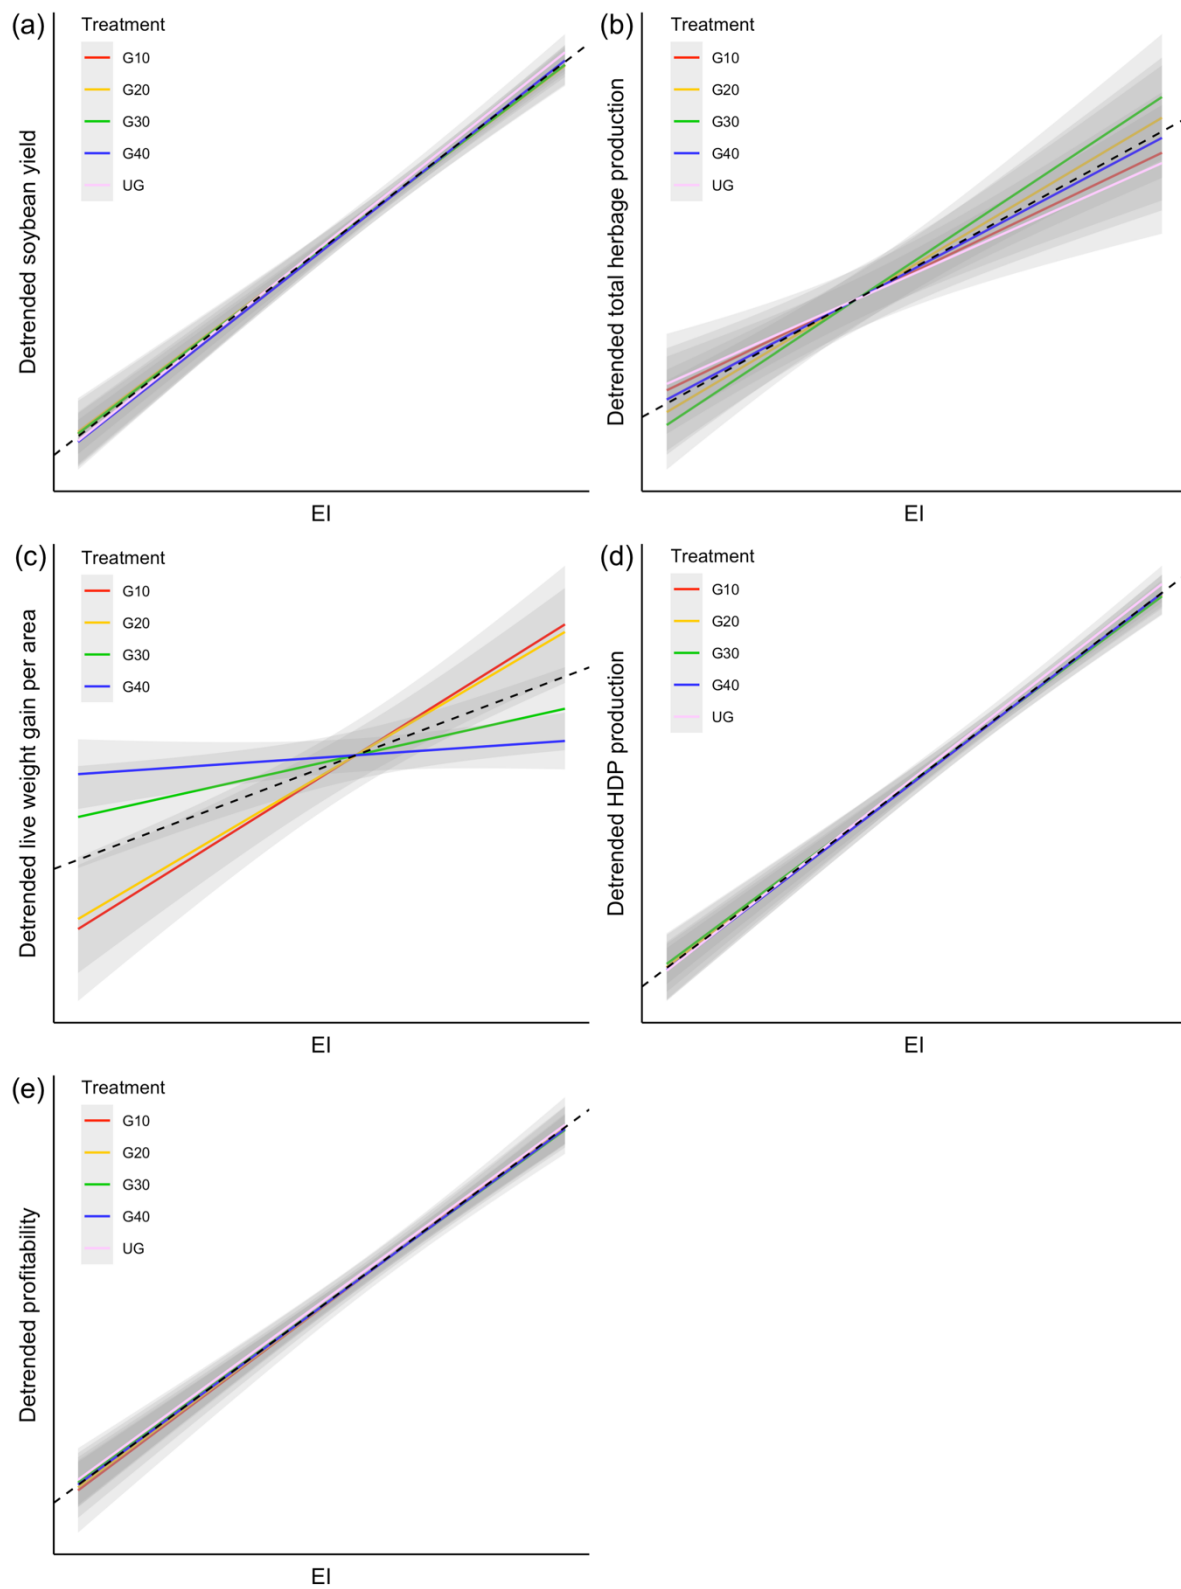 (a)
Treatment
G10
G20
G30
G40
UG
Detrended soybean yield
EI
(b)
Treatment
G10
G20
G30
G40
UG
Detrended total herbage production
EI
(c)
Treatment
G10
G20
G30
G40
Detrended live weight gain per area
EI
(d)
Treatment
G10
G20
G30
G40
UG
Detrended HDP production
EI
(e)
Treatment
G10
G20
G30
G40
UG
Detrended profitability
EI